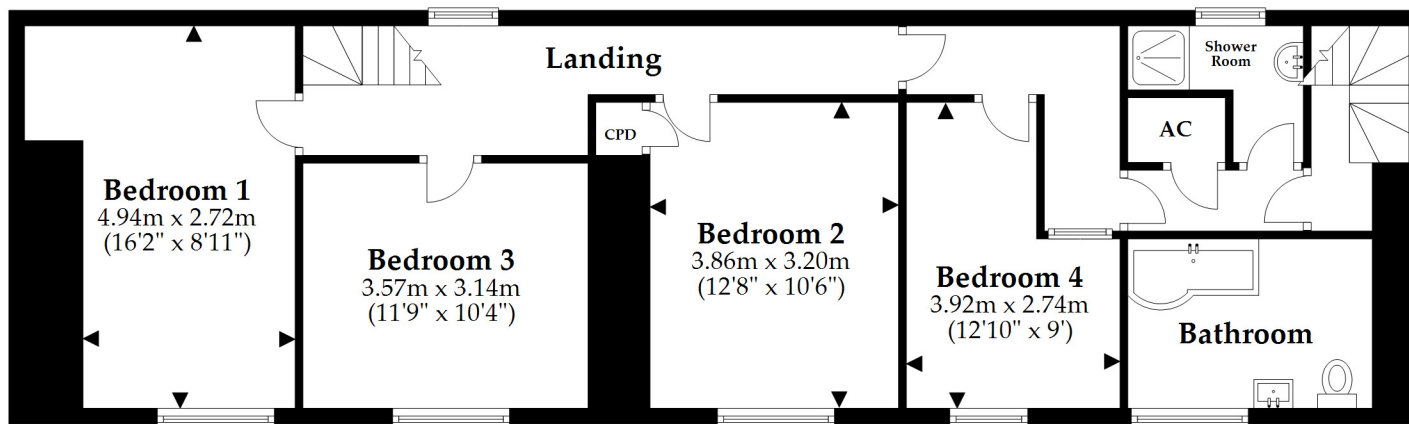 Landing
Shower
Room
CPD
AC
Bedroom 1
4.94m x 2.72m
(16'2" x 8'11")
Bedroom 3
3.57m x 3.14m
(11'9" x 10'4")
Bedroom 2
3.86m x 3.20m
(12'8" x 10'6")
Bedroom 4
3.92m x 2.74m
(12'10" x 9')
Bathroom